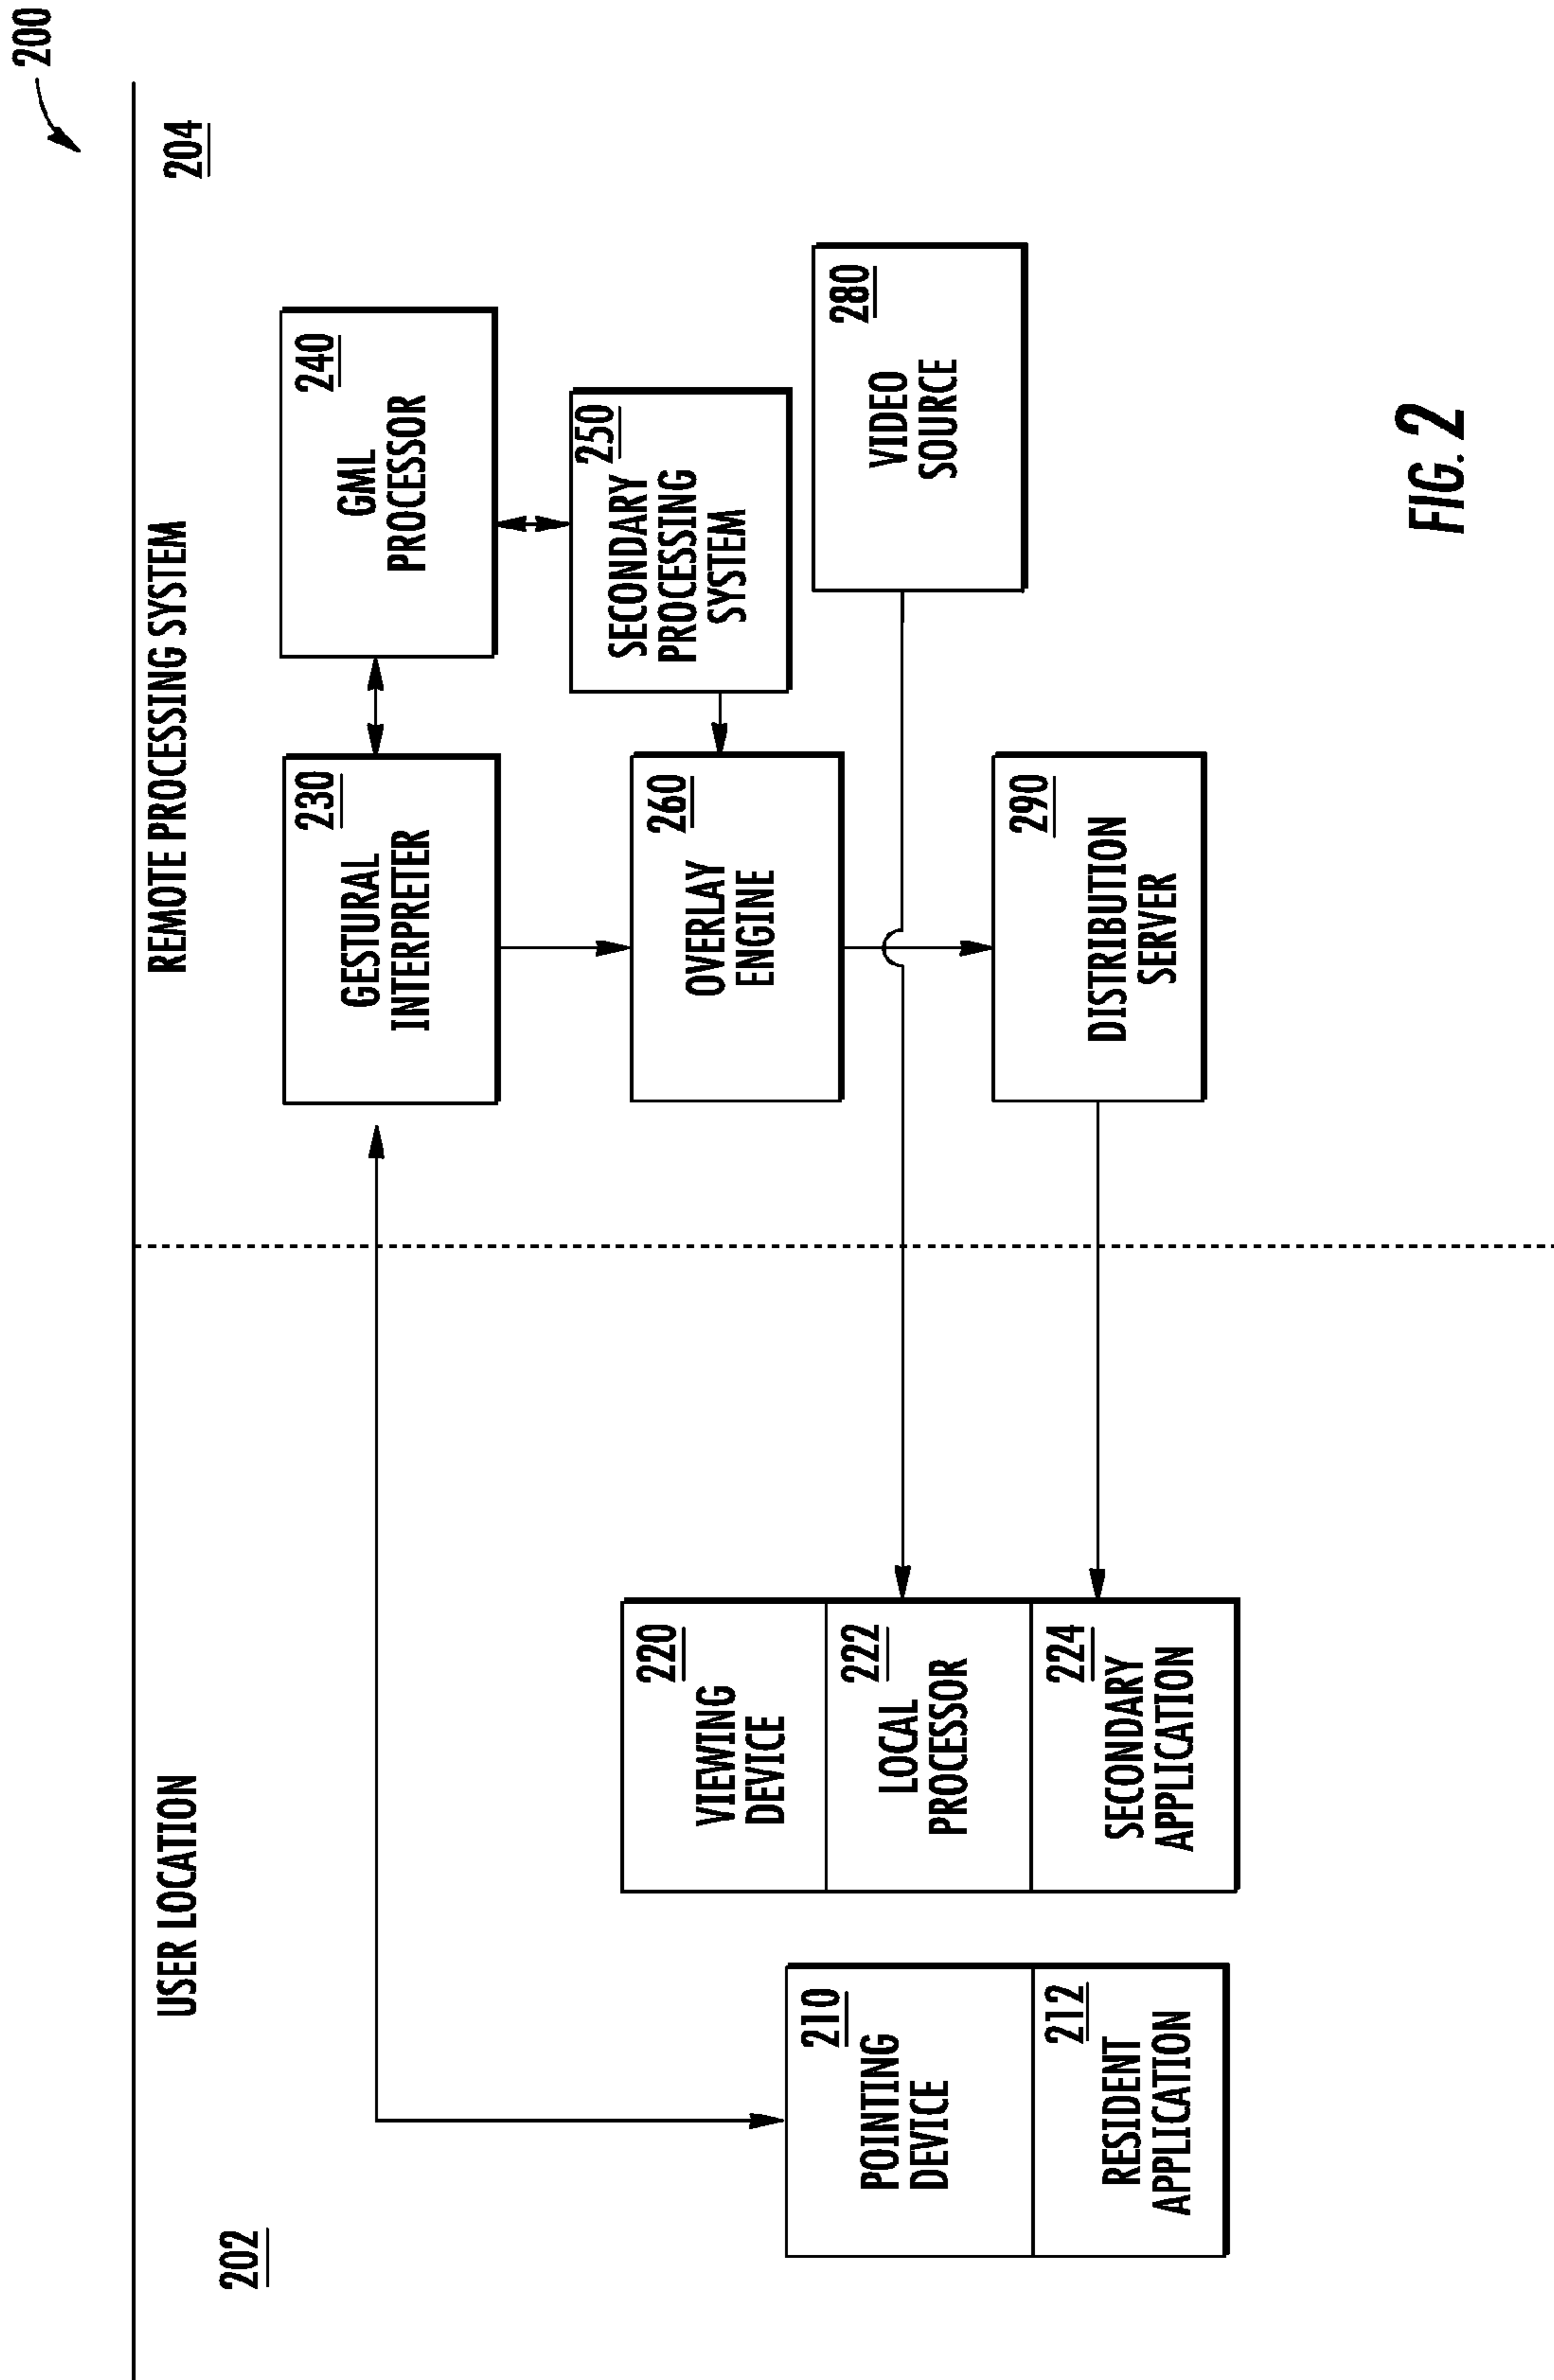 200
USER LOCATION
REMOTE PROCESSING SYSTEM
202
204
POINTING
DEVICE
210
RESIDENT
APPLICATION
212
VIEWING
DEVICE
220
LOCAL
PROCESSOR
222
SECONDARY
APPLICATION
224
GESTURAL
INTERPRETER
230
GML
PROCESSOR
240
SECONDARY
PROCESSING
SYSTEM
250
OVERLAY
ENGINE
260
VIDEO
SOURCE
280
DISTRIBUTION
SERVER
290
FIG. 2